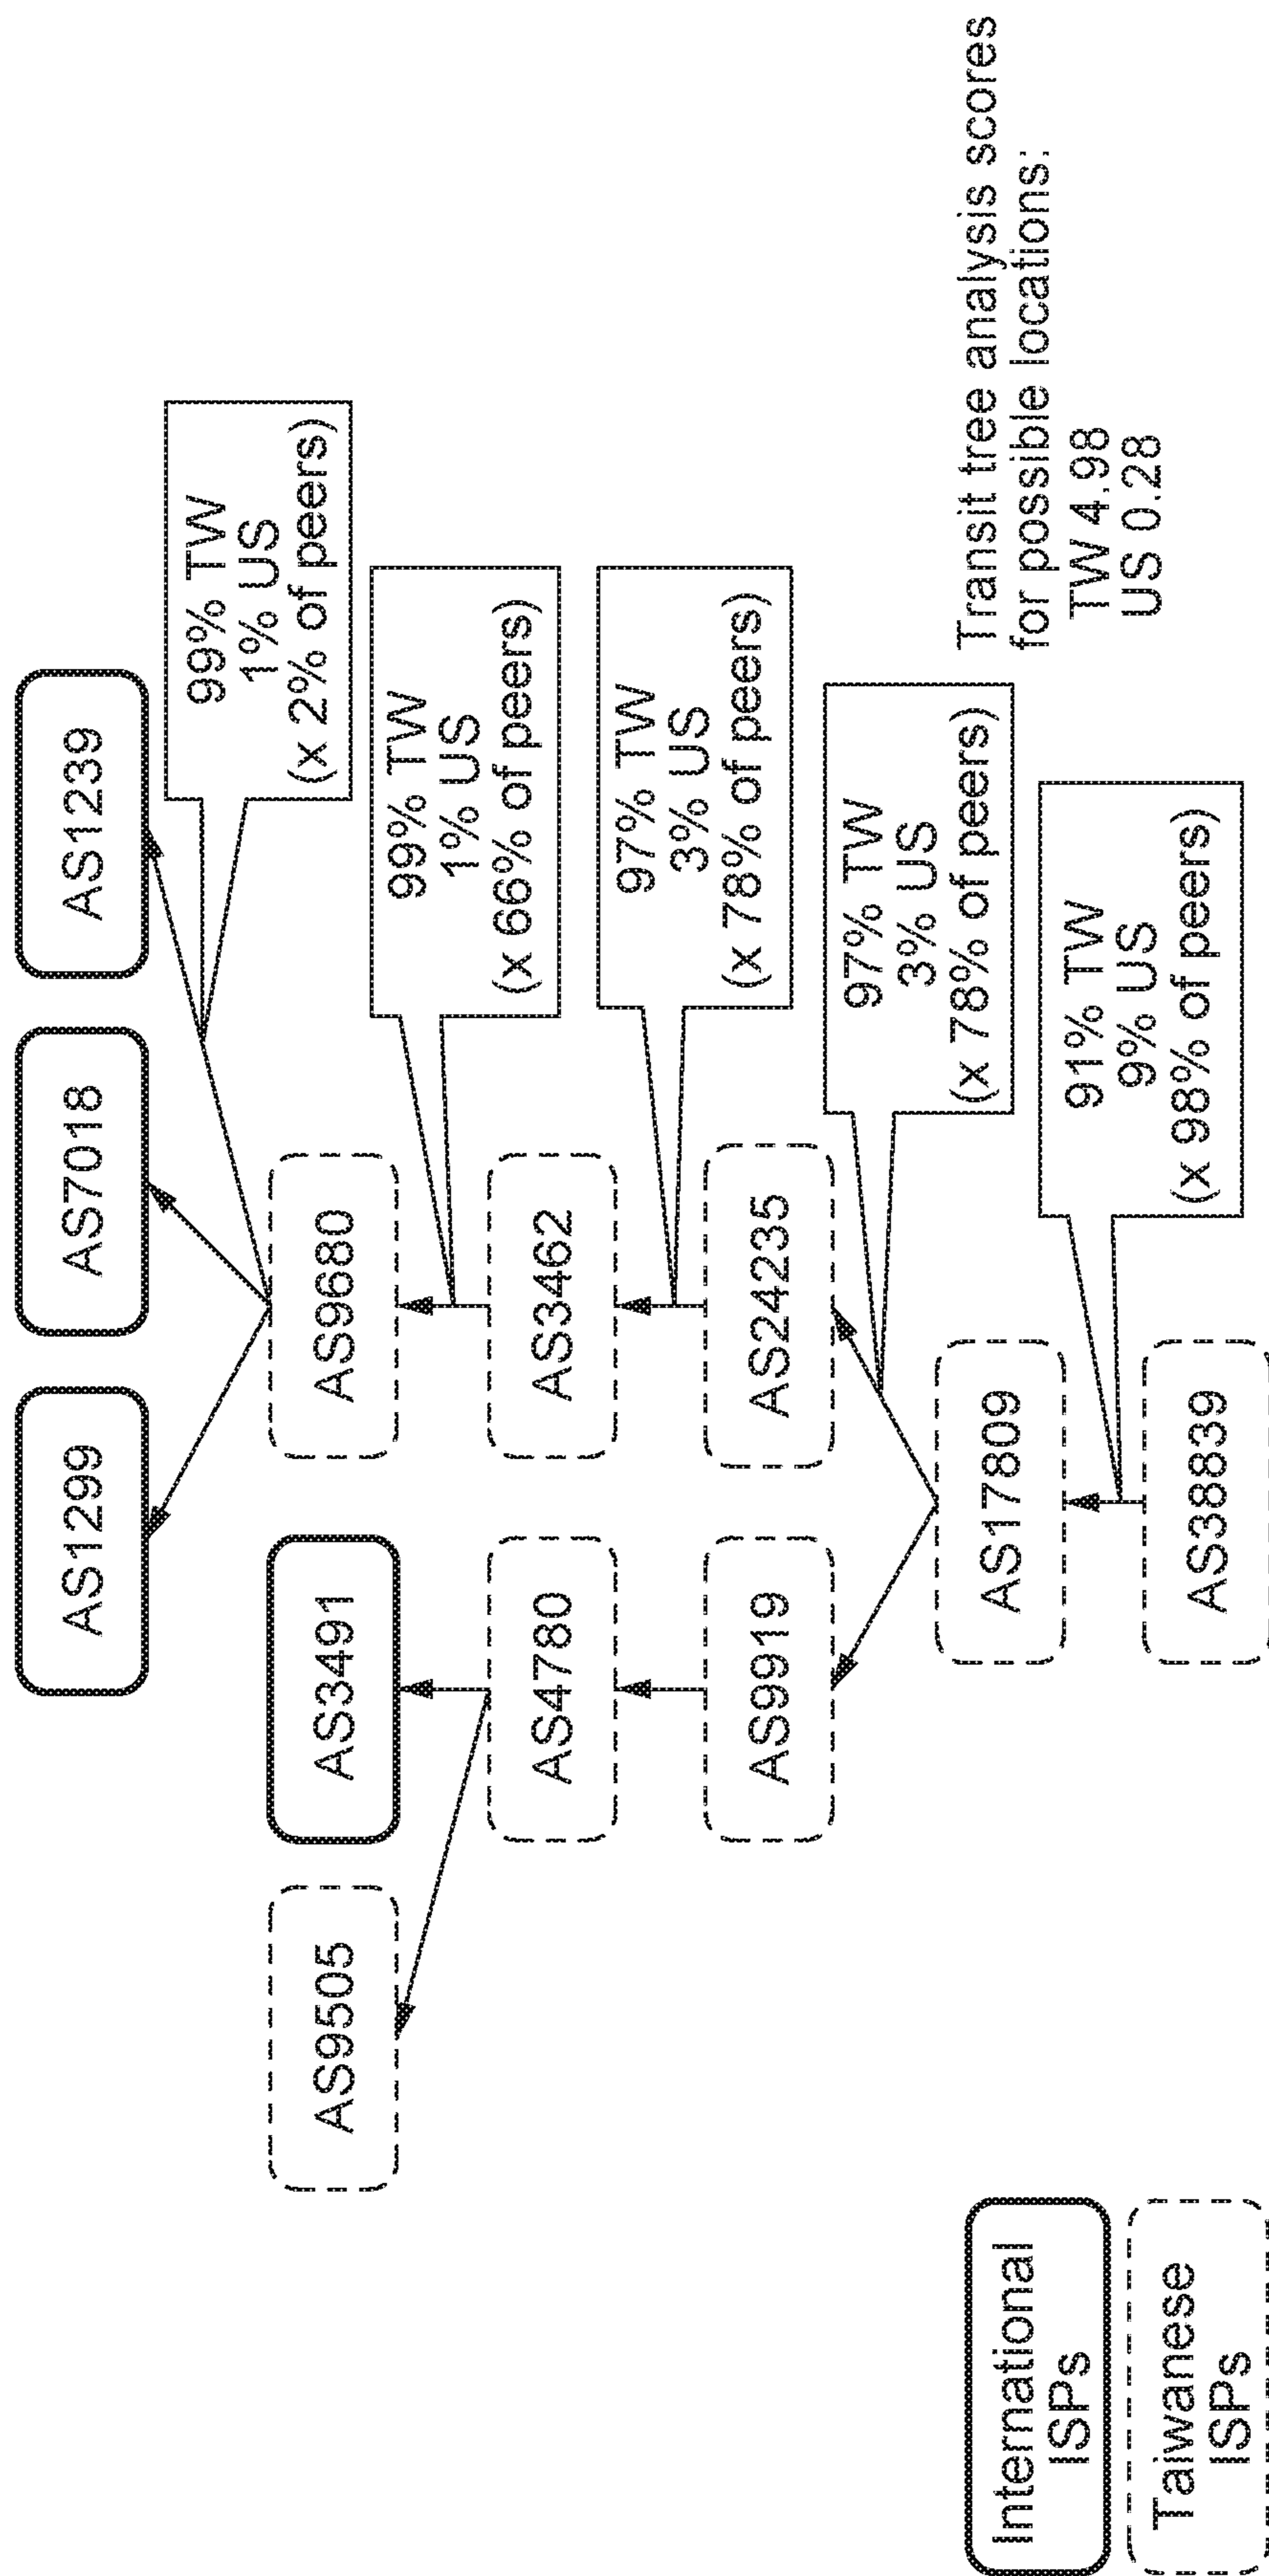 AS1299
AS7018
AS1239
99% TW
1% US
(x 2% of peers)
AS9505
AS3491
AS9680
99% TW
1% US
(x 66% of peers)
AS4780
AS3462
97% TW
3% US
(x 78% of peers)
AS9919
AS24235
97% TW
3% US
(x 78% of peers)
AS17809
91% TW
9% US
(x 98% of peers)
AS38839
Transit tree analysis scores
for possible locations:
TW 4.98
US 0.28
International
ISPs
Taiwanese
ISPs